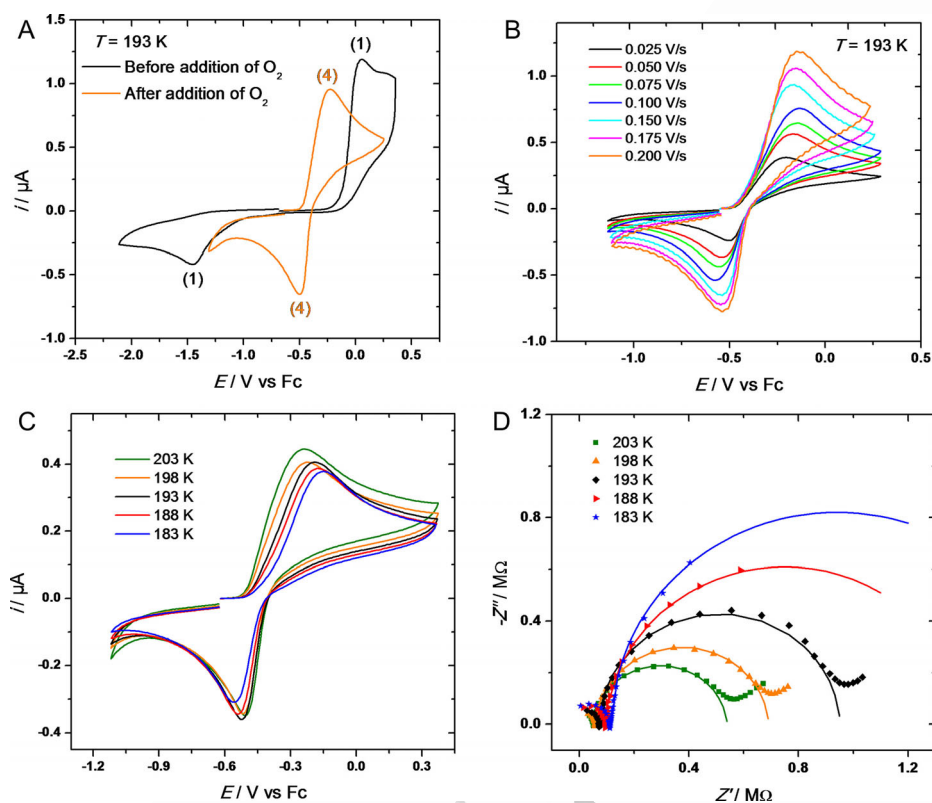 A
T = 193 K
Before addition of O2
After addition of O2
(1)
(4)
(1)
(4)
1.5
1.0
0.5
0.0
-0.5
-1.0
i / µA
-2.5 -2.0 -1.5 -1.0 -0.5 0.0 0.5
E / V vs Fc
B
T = 193 K
0.025 V/s
0.050 V/s
0.075 V/s
0.100 V/s
0.150 V/s
0.175 V/s
0.200 V/s
1.0
0.5
0.0
-0.5
-1.0
i / µA
-1.0 -0.5 0.0 0.5
E / V vs Fc
C
203 K
198 K
193 K
188 K
183 K
0.4
0.2
0.0
-0.2
-0.4
i / µA
-1.2 -0.9 -0.6 -0.3 0.0 0.3
E / V vs Fc
D
203 K
198 K
193 K
188 K
183 K
1.2
0.8
0.4
0.0
-Z'' / MΩ
0.0 0.4 0.8 1.2
Z' / MΩ